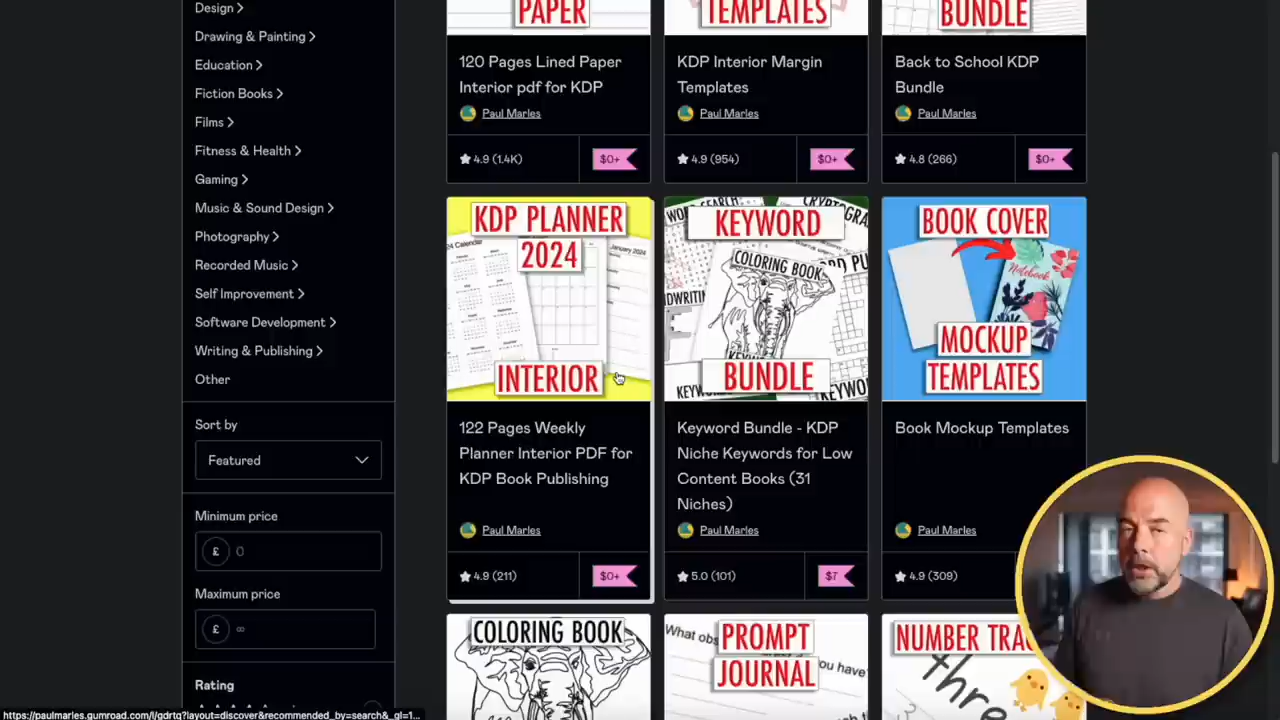 Design
Drawing & Painting
Education
Fiction Books
Films
Fitness & Health
Gaming
Music & Sound Design
Photography
Recorded Music
Self Improvement
Software Development
Writing & Publishing
Other
Sort by
Featured
Minimum price
£ 0
Maximum price
£ ∞
Rating
PAPER
120 Pages Lined Paper
Interior pdf for KDP
Paul Marles
4.9 (1.4K)
$0+
TEMPLATES
KDP Interior Margin
Templates
Paul Marles
4.9 (954)
$0+
BUNDLE
Back to School KDP
Bundle
Paul Marles
4.8 (266)
$0+
KDP PLANNER
2024
January 2024
INTERIOR
122 Pages Weekly
Planner Interior PDF for
KDP Book Publishing
Paul Marles
4.9 (211)
$0+
KEYWORD
COLORING BOOK
BUNDLE
Keyword Bundle - KDP
Niche Keywords for Low
Content Books (31
Niches)
Paul Marles
5.0 (101)
$7
BOOK COVER
Notebook
MOCKUP
TEMPLATES
Book Mockup Templates
Paul Marles
4.9 (309)
COLORING BOOK
What obs
you have
PROMPT
JOURNAL
NUMBER TRAC
three
https://paulmarles.gumroad.com/l/gdrtq?layout=discover&recommended_by=search&_gl=1...